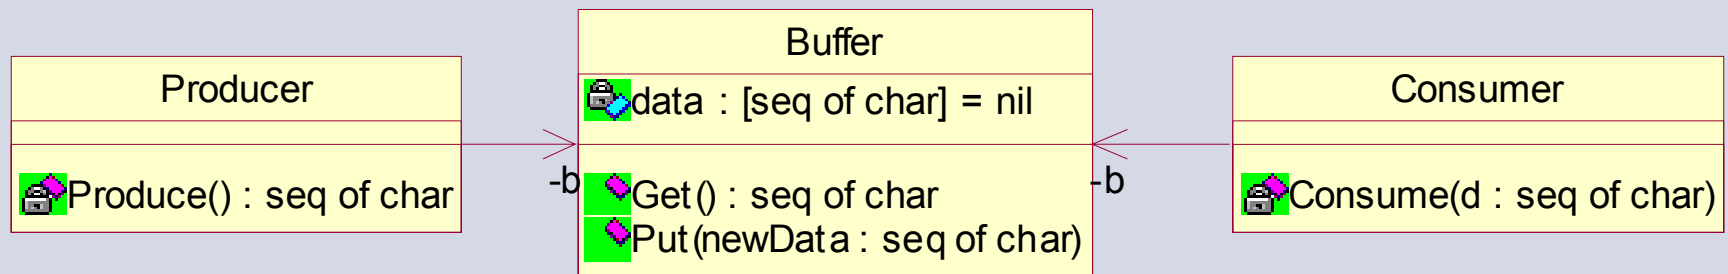 Producer
Produce() : seq of char
-b
Buffer
data : [seq of char] = nil
Get() : seq of char
Put(newData : seq of char)
-b
Consumer
Consume(d : seq of char)